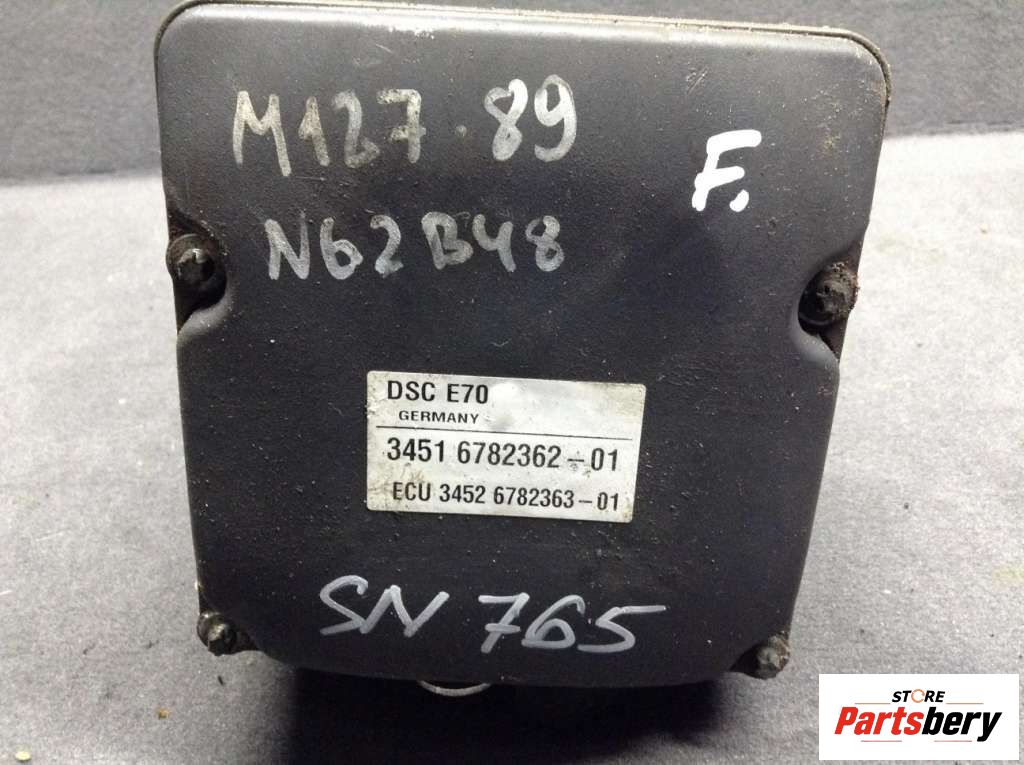 M127.89
F.
N62B48
DSC E70
GERMANY
3451 6782362-01
ECU 3452 6782363-01
SN 765
STORE
Partsbery